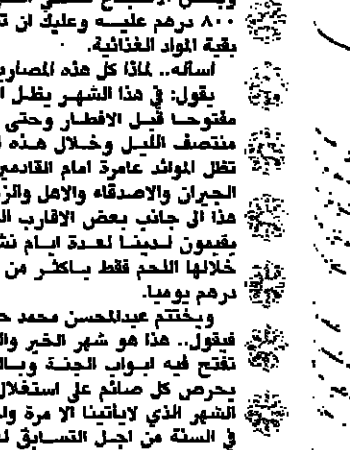 ٨٠٠ درهم عليه وعليك ان
بقية المواد الغذائية.
اسأله.. لماذا كل هذه المصاريف
يقول: في هذا الشهر يظل
مفتوحا قبل الافطار وحتى
منتصف الليل وخلال هذه
تظل الموائد عامرة امام القادمين
الجيران والاصدقاء والاهل
هذا الى جانب بعض الاقارب
يقيمون لدينا لعدة ايام
خلالها اللحم فقط باكثر من
درهم يوميا.
ويختتم عبدالمحسن محمد
فيقول.. هذا هو شهر الخير
تفتح فيه ابواب الجنة
يحرص كل صائم على استغلال
الشهر الذي لايأتينا الا مرة
في السنة من اجل التسابق